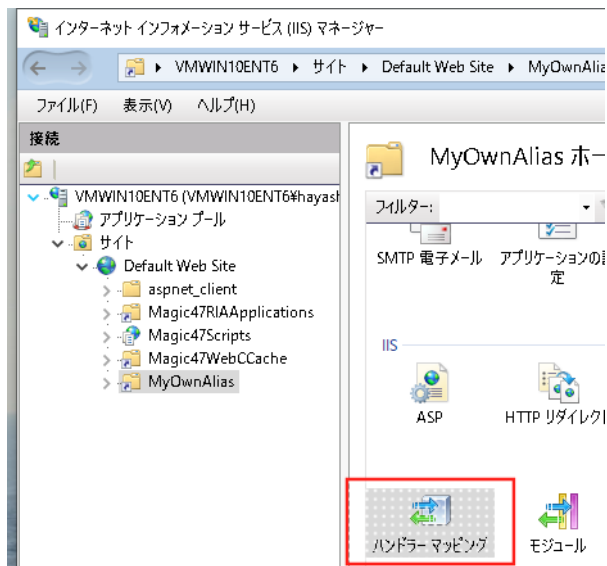 インターネット インフォメーション サービス (IIS) マネージャー
VMWIN10ENT6 サイト Default Web Site MyOwnAlia
ファイル(F) 表示(V) ヘルプ(H)
接続
VMWIN10ENT6 (VMWIN10ENT6¥hayash
アプリケーション プール
サイト
Default Web Site
aspnet_client
Magic47RIAApplications
Magic47Scripts
Magic47WebCCache
MyOwnAlias
MyOwnAlias ホー
フィルター:
SMTP 電子メール
アプリケーションの設
定
IIS
ASP
HTTP リダイレクト
ハンドラー マッピング
モジュール